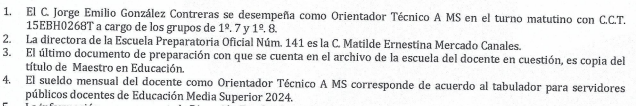 1. El C. Jorge Emilio González Contreras se desempeña como Orientador Técnico A MS en el turno matutino con C.C.T.
15EBH0268T a cargo de los grupos de 1º. 7 y 1º. 8.
2. La directora de la Escuela Preparatoria Oficial Núm. 141 es la C. Matilde Ernestina Mercado Canales.
3. El último documento de preparación con que se cuenta en el archivo de la escuela del docente en cuestión, es copia del
título de Maestro en Educación.
4. El sueldo mensual del docente como Orientador Técnico A MS corresponde de acuerdo al tabulador para servidores
públicos docentes de Educación Media Superior 2024.